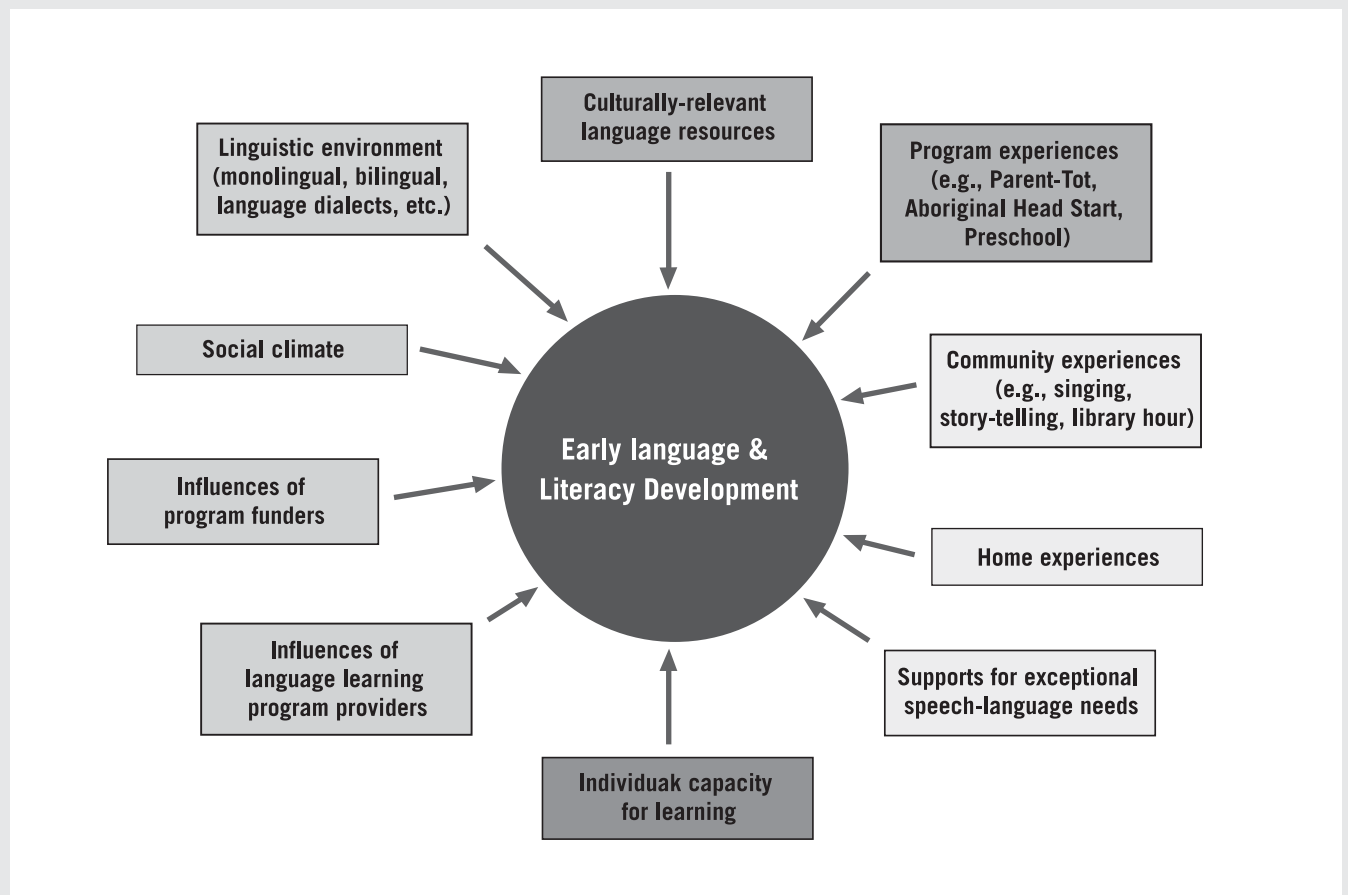 Culturally-relevant
language resources
Program experiences
(e.g., Parent-Tot,
Aboriginal Head Start,
Preschool)
Community experiences
(e.g., singing,
story-telling, library hour)
Home experiences
Supports for exceptional
speech-language needs
Individuak capacity
for learning
Influences of
language learning
program providers
Influences of
program funders
Social climate
Linguistic environment
(monolingual, bilingual,
language dialects, etc.)
Early language &
Literacy Development